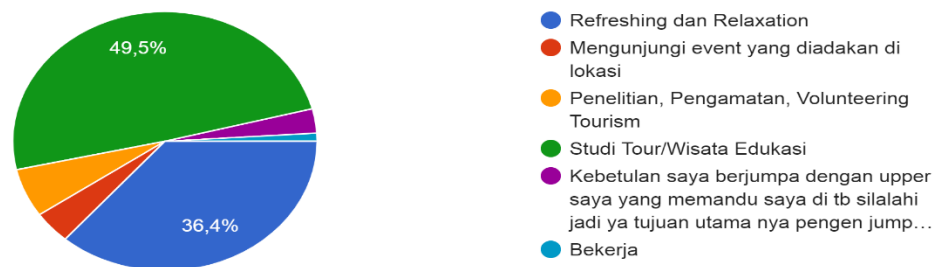 49,5%
36,4%
Refreshing dan Relaxation
Mengunjungi event yang diadakan di
lokasi
Penelitian, Pengamatan, Volunteering
Tourism
Studi Tour/Wisata Edukasi
Kebetulan saya berjumpa dengan upper
saya yang memandu saya di tb silalahi
jadi ya tujuan utama nya pengen jump…
Bekerja